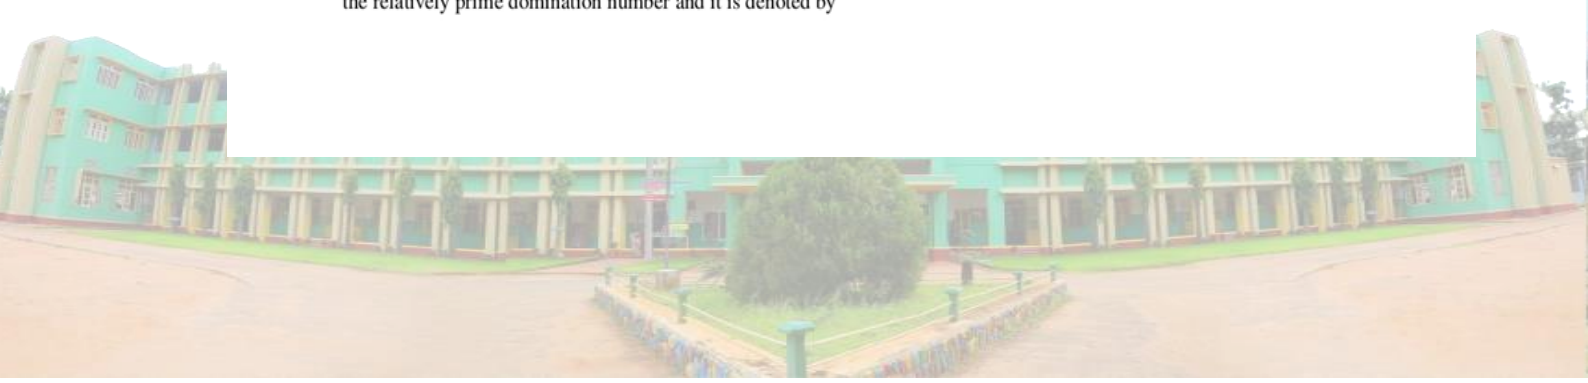 the relatively prime domination number and it is denoted by